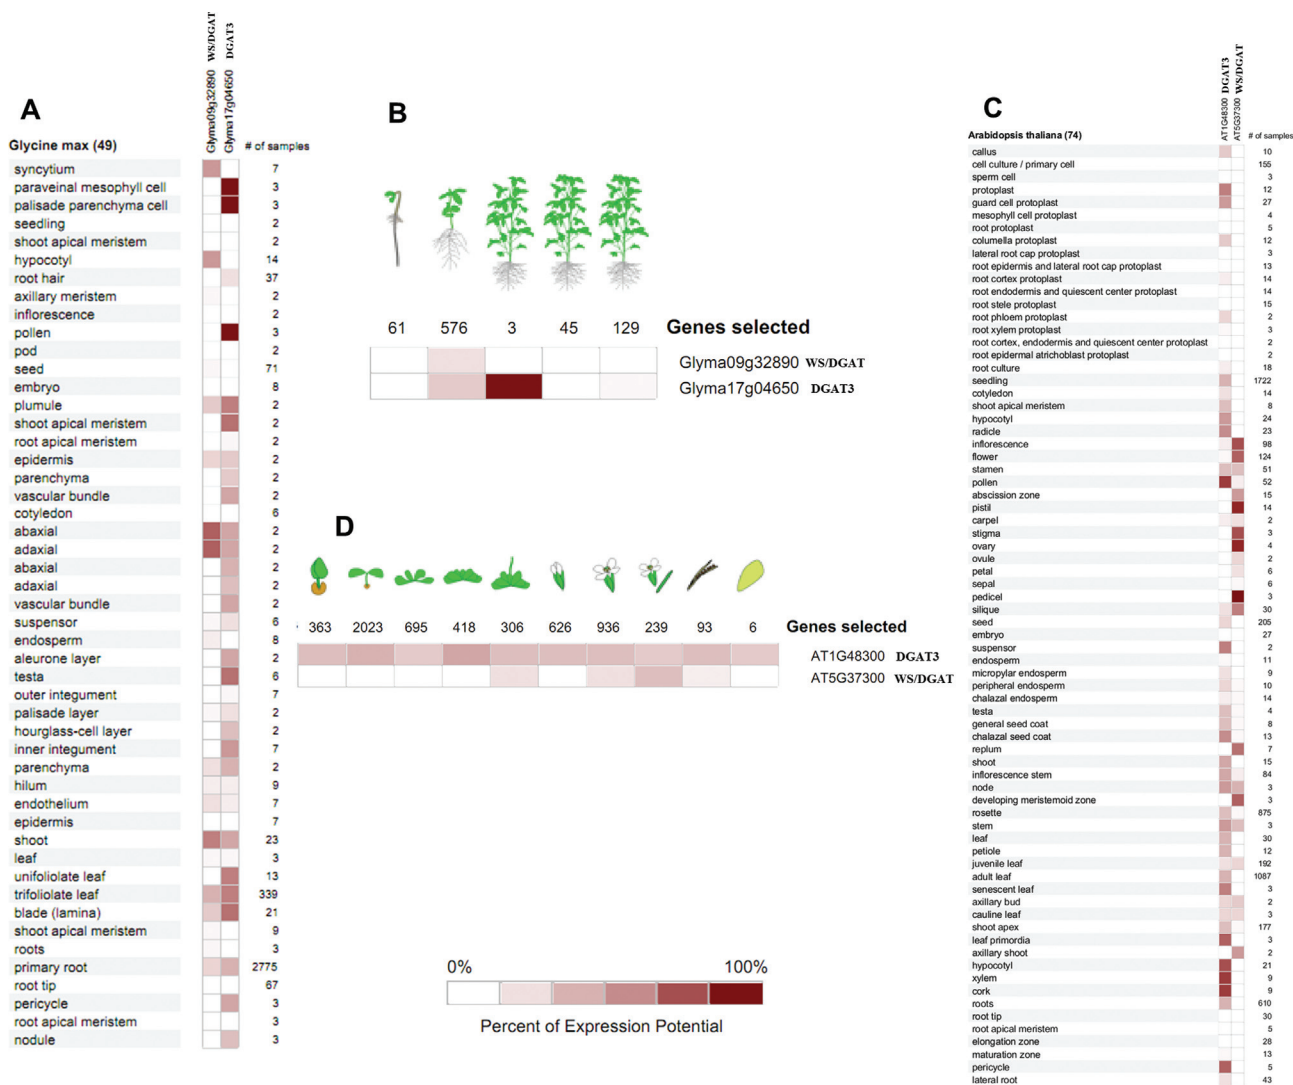 A
Glyma09g32890 WS/DGAT
Glyma17g04650 DGAT3
Glycine max (49)
# of samples
syncytium 7
paraveinal mesophyll cell 3
palisade parenchyma cell 3
seedling 2
shoot apical meristem 2
hypocotyl 14
root hair 37
axillary meristem 2
inflorescence 2
pollen 3
pod 2
seed 71
embryo 8
plumule 2
shoot apical meristem 2
root apical meristem 2
epidermis 2
parenchyma 2
vascular bundle 2
cotyledon 6
abaxial 2
adaxial 2
abaxial 2
adaxial 2
vascular bundle 2
suspensor 6
endosperm 8
aleurone layer 2
testa 6
outer integument 7
palisade layer 2
hourglass-cell layer 2
inner integument 7
parenchyma 2
hilum 9
endothelium 7
epidermis 7
shoot 23
leaf 3
unifoliolate leaf 13
trifoliolate leaf 339
blade (lamina) 21
shoot apical meristem 9
roots 3
primary root 2775
root tip 67
pericycle 3
root apical meristem 3
nodule 3
B
61 576 3 45 129 Genes selected
Glyma09g32890 WS/DGAT
Glyma17g04650 DGAT3
D
363 2023 695 418 306 626 936 239 93 6 Genes selected
AT1G48300 DGAT3
AT5G37300 WS/DGAT
0% 100%
Percent of Expression Potential
C
AT1G48300 DGAT3
AT5G37300 WS/DGAT
Arabidopsis thaliana (74)
# of samples
callus 10
cell culture / primary cell 155
sperm cell 3
protoplast 12
guard cell protoplast 27
mesophyll cell protoplast 4
root protoplast 5
columella protoplast 12
lateral root cap protoplast 3
root epidermis and lateral root cap protoplast 13
root cortex protoplast 14
root endodermis and quiescent center protoplast 14
root stele protoplast 15
root phloem protoplast 2
root xylem protoplast 3
root cortex, endodermis and quiescent center protoplast 2
root epidermal atrichoblast protoplast 2
root culture 18
seedling 1722
cotyledon 14
shoot apical meristem 8
hypocotyl 24
radicle 23
inflorescence 98
flower 124
stamen 51
pollen 52
abscission zone 15
pistil 14
carpel 2
stigma 3
ovary 4
ovule 2
petal 6
sepal 6
pedicel 3
silique 30
seed 205
embryo 27
suspensor 2
endosperm 11
micropylar endosperm 9
peripheral endosperm 10
chalazal endosperm 14
testa 4
general seed coat 8
chalazal seed coat 13
replum 7
shoot 15
inflorescence stem 84
node 3
developing meristemoid zone 3
rosette 875
stem 3
leaf 30
petiole 12
juvenile leaf 192
adult leaf 1087
senescent leaf 3
axillary bud 2
cauline leaf 3
shoot apex 177
leaf primordia 3
axillary shoot 2
hypocotyl 21
xylem 9
cork 9
roots 610
root tip 30
root apical meristem 5
elongation zone 28
maturation zone 13
pericycle 5
lateral root 43